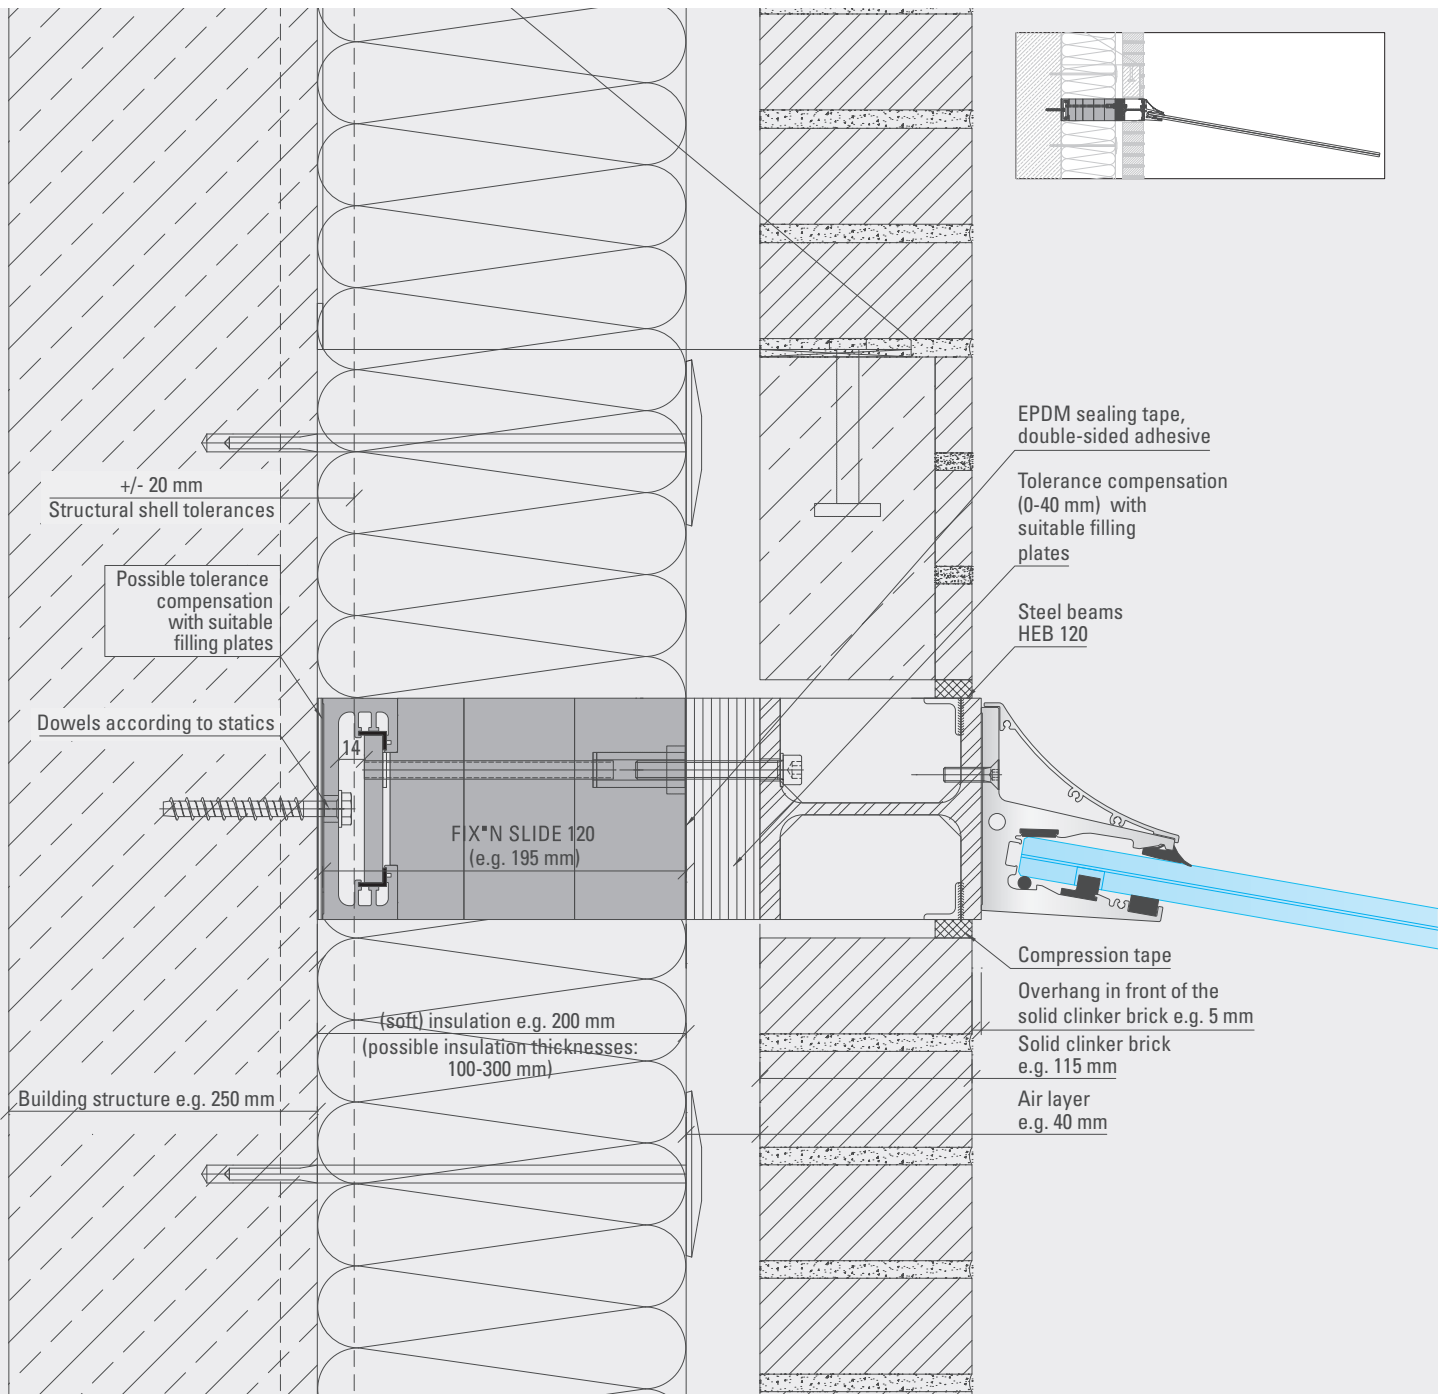 EPDM sealing tape,
double-sided adhesive
Tolerance compensation
(0-40 mm) with
suitable filling
plates
Steel beams
HEB 120
+/- 20 mm
Structural shell tolerances
Possible tolerance
compensation
with suitable
filling plates
Dowels according to statics
14
FIX"N SLIDE 120
(e.g. 195 mm)
Compression tape
Overhang in front of the
solid clinker brick e.g. 5 mm
Solid clinker brick
e.g. 115 mm
Air layer
e.g. 40 mm
(soft) insulation e.g. 200 mm
(possible insulation thicknesses:
100-300 mm)
Building structure e.g. 250 mm